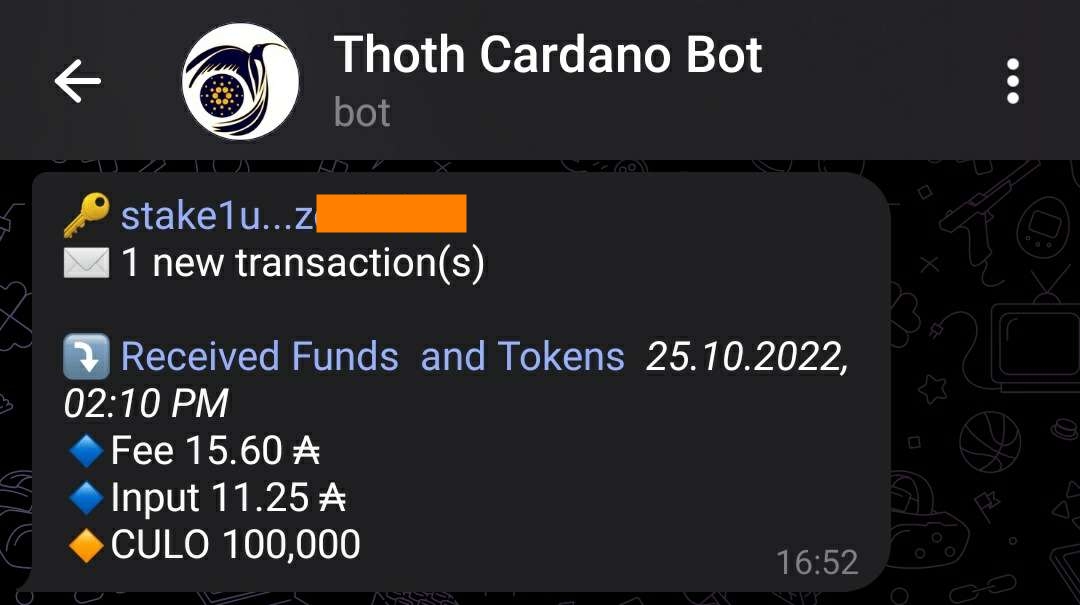 Thoth Cardano Bot
bot
stake1u...z
1 new transaction(s)
Received Funds and Tokens 25.10.2022,
02:10 PM
Fee 15.60 ₳
Input 11.25 ₳
CULO 100,000
16:52